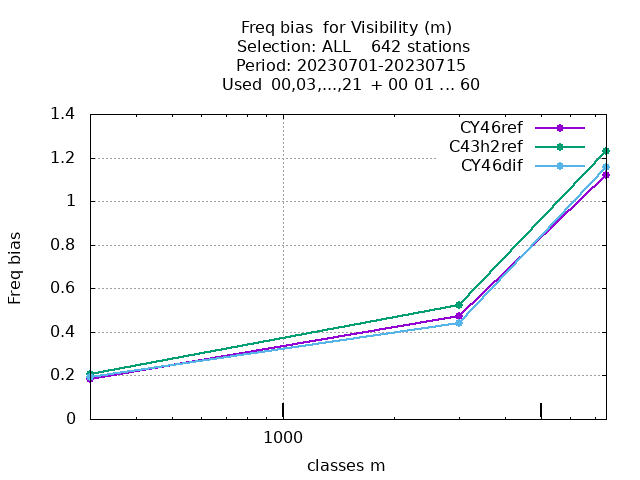 Freq bias  for Visibility (m)
Selection: ALL    642 stations
Period: 20230701-20230715
Used  00,03,...,21  + 00 01 ... 60
CY46ref
C43h2ref
CY46dif
1.4
1.2
1
0.8
0.6
0.4
0.2
0
Freq bias
1000
classes m